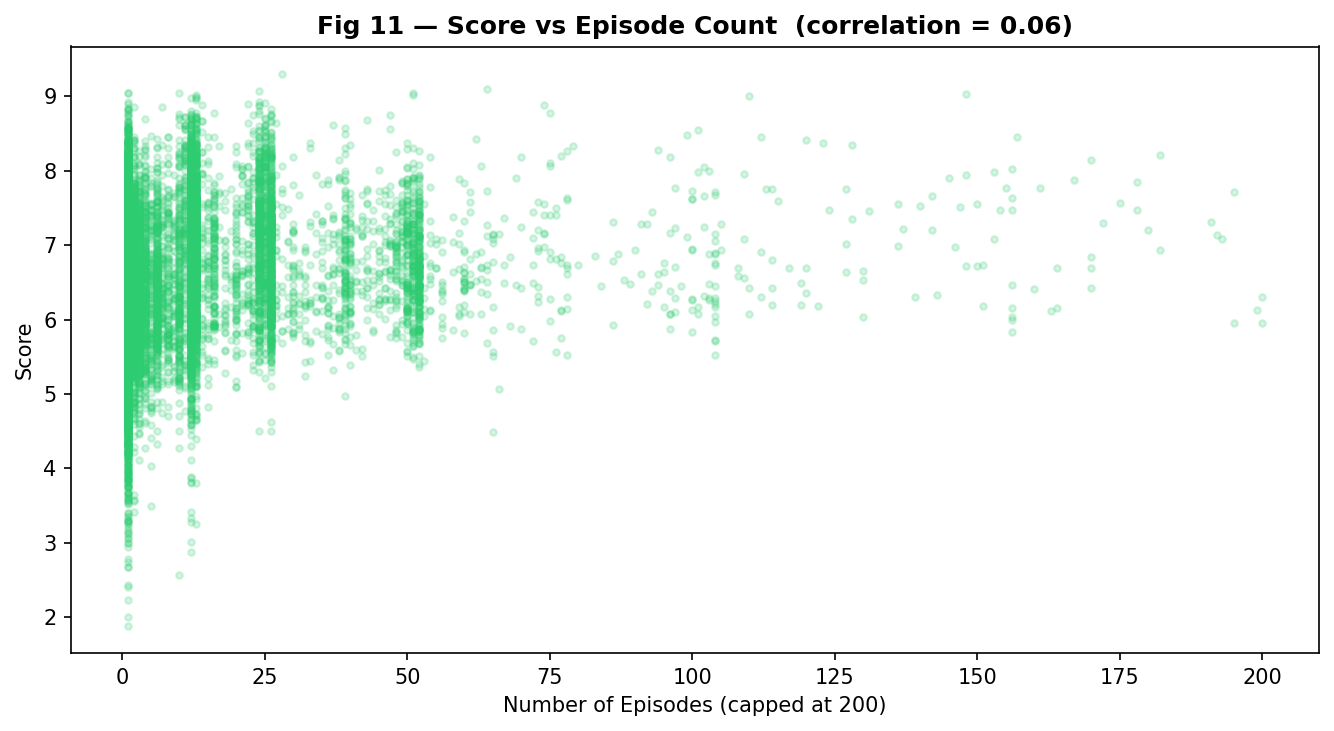 Fig 11 — Score vs Episode Count  (correlation = 0.06)
Score
9
8
7
6
5
4
3
2
0 25 50 75 100 125 150 175 200
Number of Episodes (capped at 200)